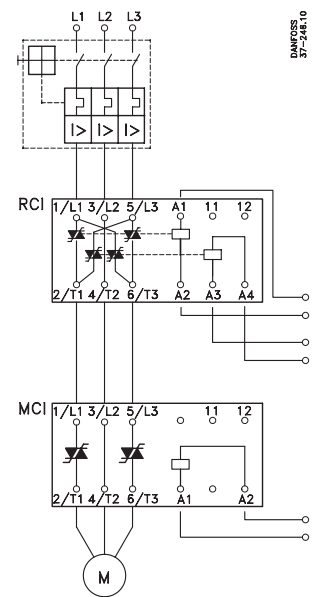 L1 L2 L3
DANFOSS
37-248.10
I> I> I>
RCI
1/L1 3/L2 5/L3 A1 11 12
2/T1 4/T2 6/T3 A2 A3 A4
MCI
1/L1 3/L2 5/L3 11 12
2/T1 4/T2 6/T3 A1 A2
M